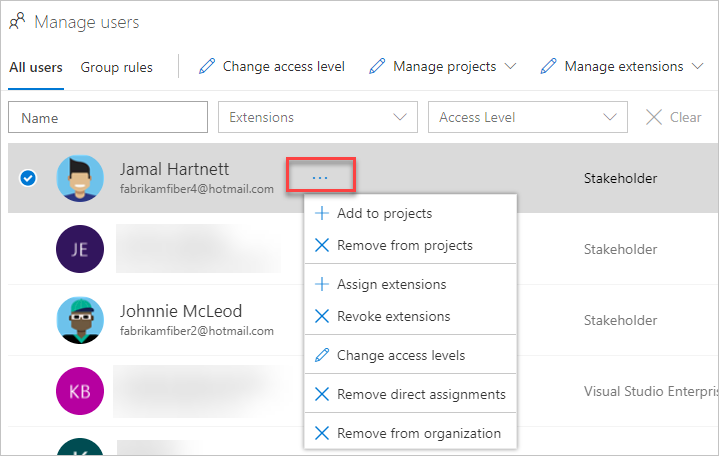 Manage users
All users Group rules Change access level Manage projects Manage extensions
Name Extensions Access Level Clear
Jamal Hartnett ... Stakeholder
fabrikamfiber4@hotmail.com
Add to projects
Remove from projects
JE Stakeholder
Assign extensions
Johnnie McLeod Revoke extensions Stakeholder
fabrikamfiber2@hotmail.com
Change access levels
KB Remove direct assignments Visual Studio Enterpris
Remove from organization